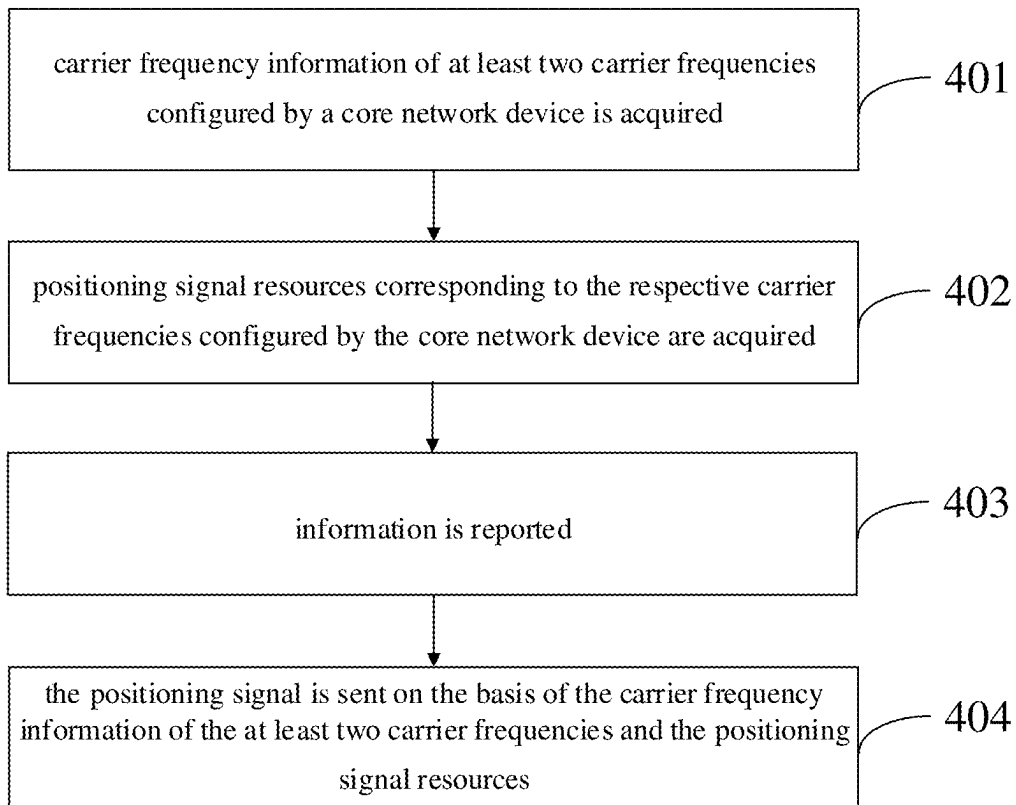 carrier frequency information of at least two carrier frequencies
configured by a core network device is acquired
401
positioning signal resources corresponding to the respective carrier
frequencies configured by the core network device are acquired
402
information is reported
403
the positioning signal is sent on the basis of the carrier frequency
information of the at least two carrier frequencies and the positioning
signal resources
404